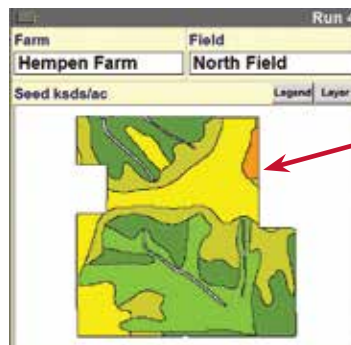 Run 4
Farm Field
Hempen Farm North Field
Seed ksds/ac Legend Layer